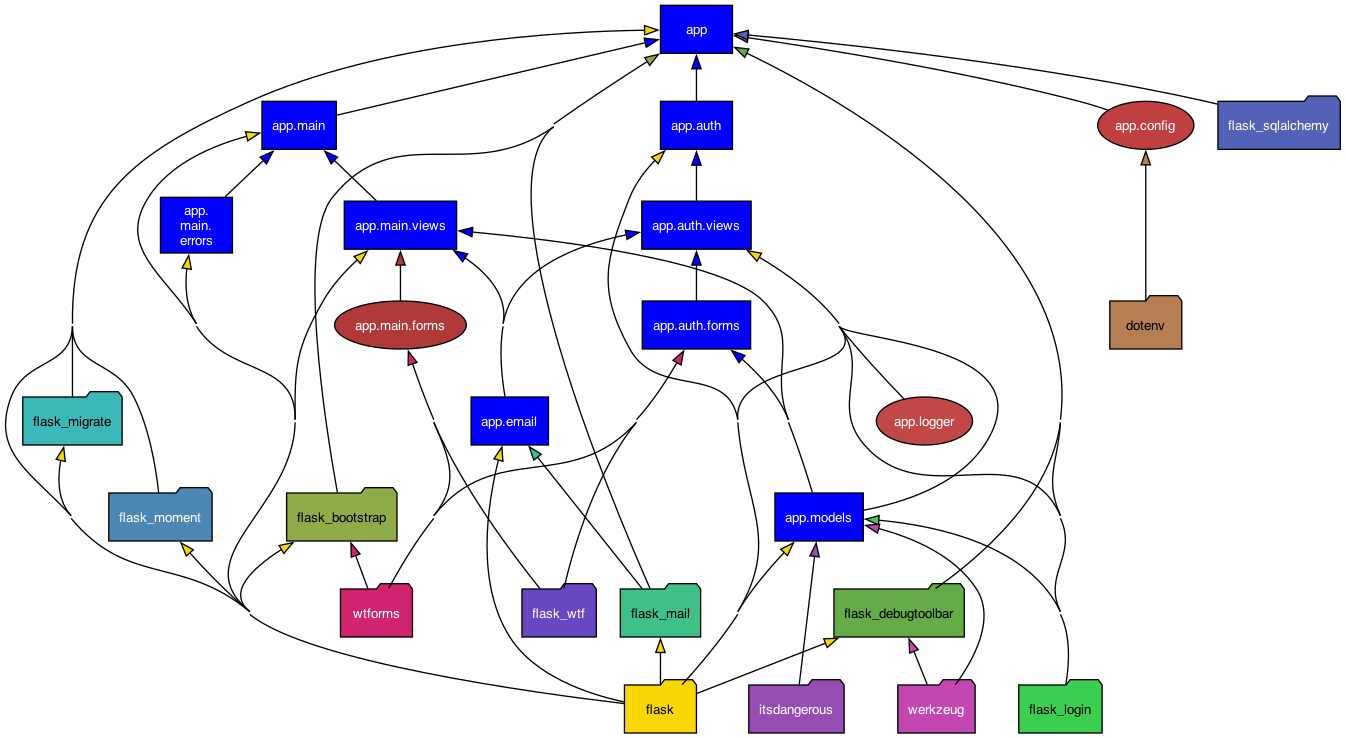 app
app.main
app.auth
app.config
flask_sqlalchemy
app.
main.
errors
app.main.views
app.auth.views
app.main.forms
app.auth.forms
dotenv
flask_migrate
app.email
app.logger
flask_moment
flask_bootstrap
app.models
wtforms
flask_wtf
flask_mail
flask_debugtoolbar
flask
itsdangerous
werkzeug
flask_login